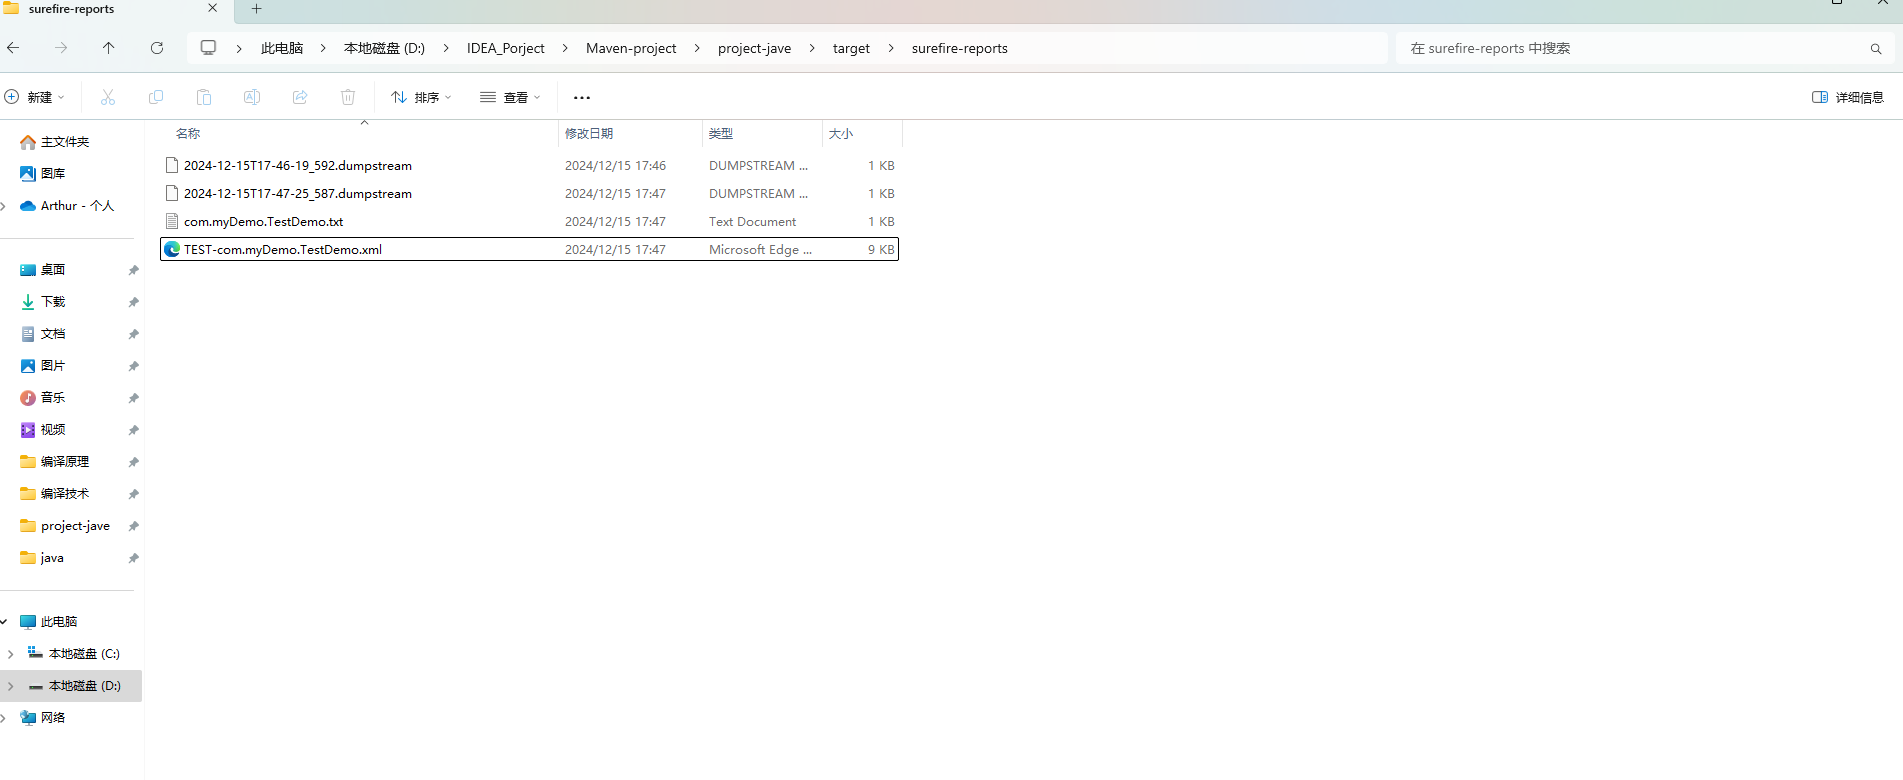 surefire-reports
此电脑 本地磁盘 (D:) IDEA_Porject Maven-project project-jave target surefire-reports
在 surefire-reports 中搜索
新建 排序 查看 ... 详细信息
名称 修改日期 类型 大小
2024-12-15T17-46-19_592.dumpstream 2024/12/15 17:46 DUMPSTREAM ... 1 KB
2024-12-15T17-47-25_587.dumpstream 2024/12/15 17:47 DUMPSTREAM ... 1 KB
com.myDemo.TestDemo.txt 2024/12/15 17:47 Text Document 1 KB
TEST-com.myDemo.TestDemo.xml 2024/12/15 17:47 Microsoft Edge ... 9 KB
主文件夹
图库
Arthur - 个人
桌面
下载
文档
图片
音乐
视频
编译原理
编译技术
project-jave
java
此电脑
本地磁盘 (C:)
本地磁盘 (D:)
网络